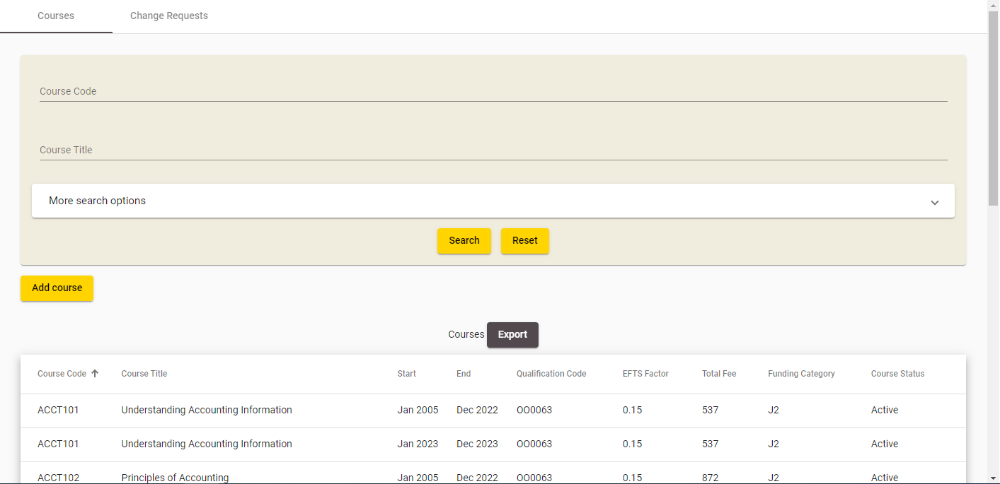 Courses Change Requests
Course Code
Course Title
More search options
Search Reset
Add course
Courses Export
Course Code Course Title Start End Qualification Code EFTS Factor Total Fee Funding Category Course Status
ACCT101 Understanding Accounting Information Jan 2005 Dec 2022 OO0063 0.15 537 J2 Active
ACCT101 Understanding Accounting Information Jan 2023 Dec 2023 OO0063 0.15 537 J2 Active
ACCT102 Principles of Accounting Jan 2005 Dec 2022 OO0063 0.15 872 J2 Active